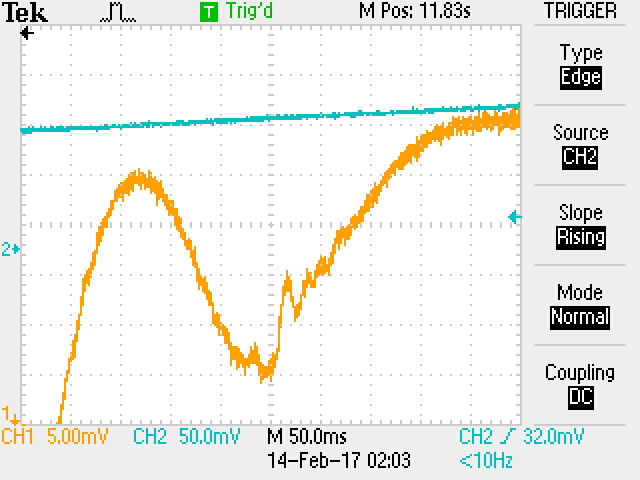 Tek T Trig'd M Pos: 11.83s TRIGGER
Type
Edge
Source
CH2
Slope
Rising
Mode
Normal
Coupling
DC
2
1
CH1 5.00mV CH2 50.0mV M 50.0ms CH2 32.0mV
14-Feb-17 02:03 <10Hz